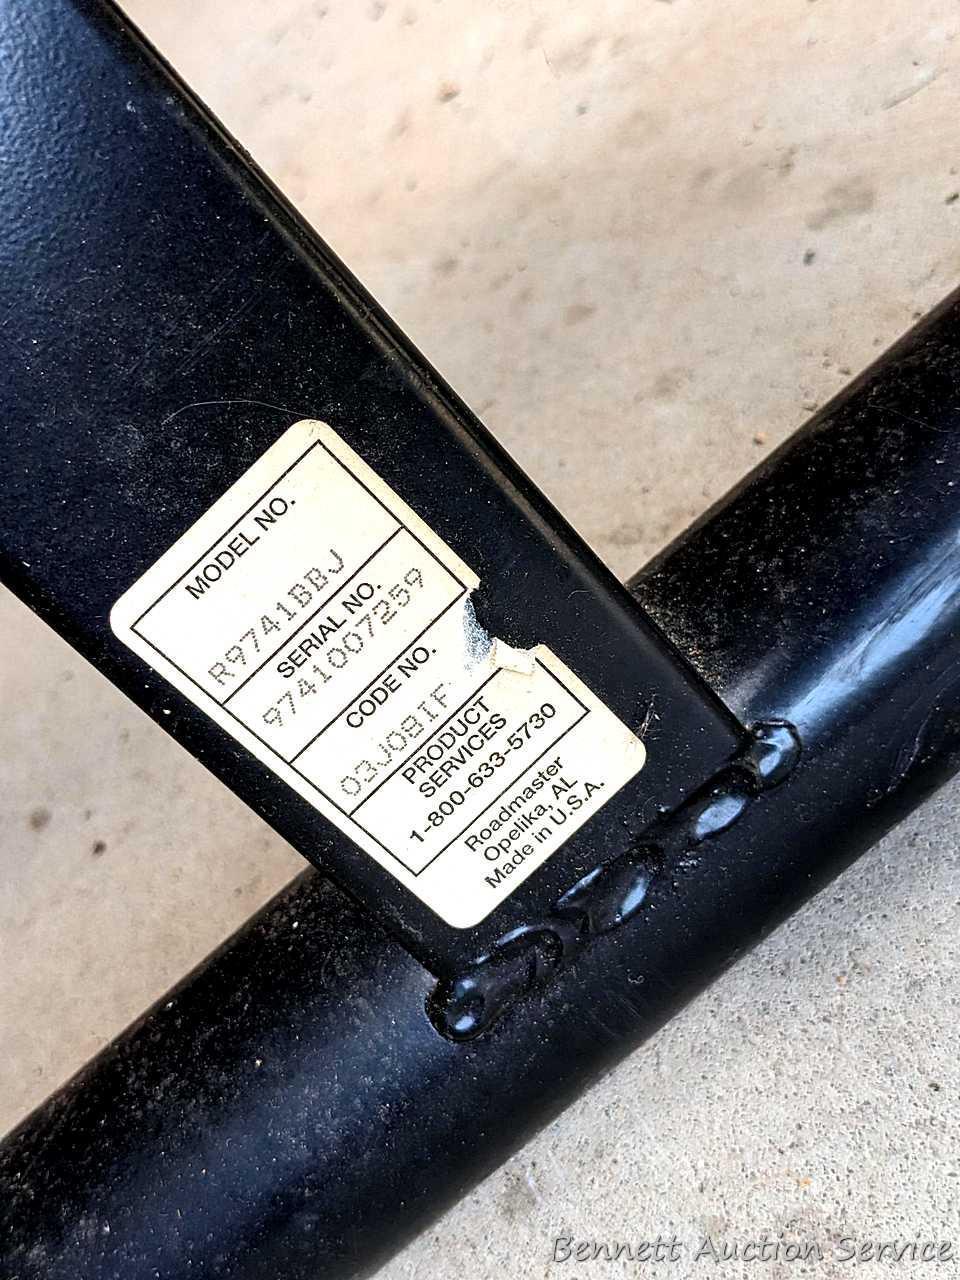 MODEL NO.
R9741BBJ
SERIAL NO.
9741007259
CODE NO.
03J08IF
PRODUCT
SERVICES
1-800-633-5730
Roadmaster
Opelika, AL
Made in U.S.A.
Bennett Auction Service